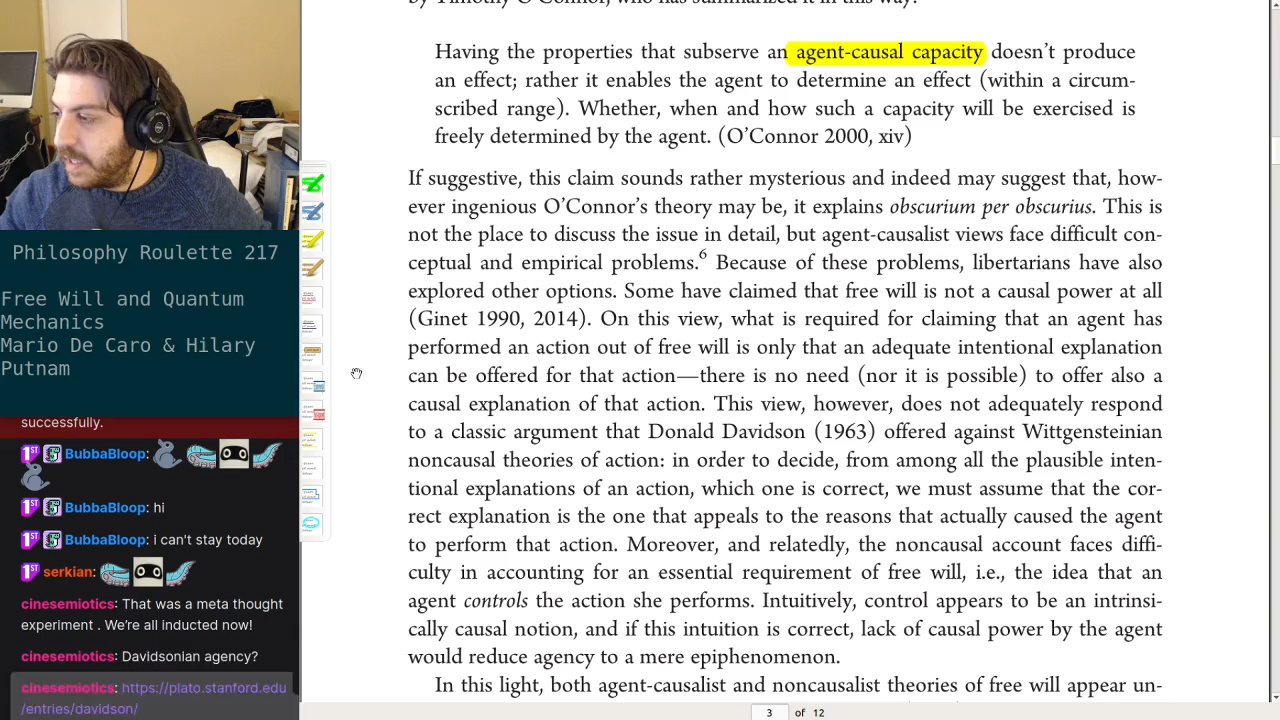 by Timothy O'Connor, who has summarized it in this way:
Having the properties that subserve an agent-causal capacity doesn't produce
an effect; rather it enables the agent to determine an effect (within a circum-
scribed range). Whether, when and how such a capacity will be exercised is
freely determined by the agent. (O'Connor 2000, xiv)
If suggestive, this claim sounds rather mysterious and indeed may suggest that, how-
ever ingenious O'Connor's theory may be, it explains obscurium per obscurius. This is
not the place to discuss the issue in detail, but agent-causalist views face difficult con-
ceptual and empirical problems.6 Because of these problems, libertarians have also
explored other options. Some have claimed that free will is not a causal power at all
(Ginet 1990, 2014). On this view, what is required for claiming that an agent has
performed an action out of free will is only that an adequate intentional explanation
can be offered for that action—there is no need (nor it is possible) to offer also a
causal explanation of that action. This view, however, does not adequately respond
to a classic argument that Donald Davidson (1963) offered against Wittgensteinian
noncausal theories of action: in order to decide from among all the plausible inten-
tional explanations of an action, which one is correct, we must assume that the cor-
rect explanation is the one that appeals to the reasons that actually caused the agent
to perform that action. Moreover, and relatedly, the noncausal account faces diffi-
culty in accounting for an essential requirement of free will, i.e., the idea that an
agent controls the action she performs. Intuitively, control appears to be an intrinsi-
cally causal notion, and if this intuition is correct, lack of causal power by the agent
would reduce agency to a mere epiphenomenon.
In this light, both agent-causalist and noncausalist theories of free will appear un-
3 of 12
Philosophy Roulette 217
Free Will and Quantum
Mechanics
Mario De Caro & Hilary
Putnam
successfully.
1ST BubbaBloop:
1ST BubbaBloop: hi
1ST BubbaBloop: i can't stay today
1ST serkian:
cinesemiotics: That was a meta thought
experiment . We're all inducted now!
cinesemiotics: Davidsonian agency?
cinesemiotics: https://plato.stanford.edu
/entries/davidson/